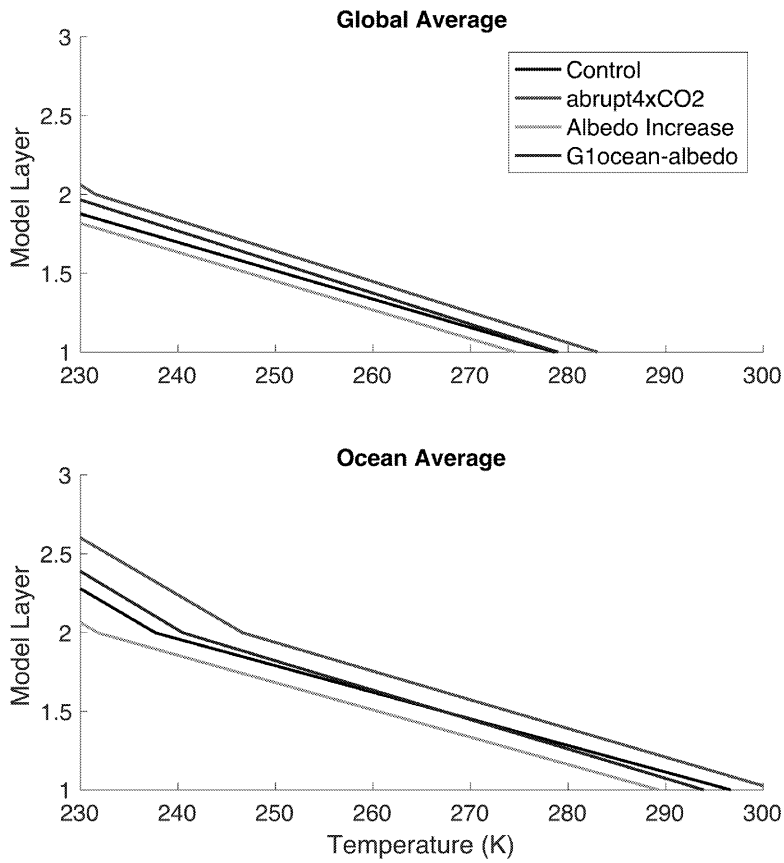 Global Average
3
2.5
2
1.5
1
Model Layer
Control
abrupt4xCO2
Albedo Increase
G1ocean-albedo
230 240 250 260 270 280 290 300
Ocean Average
3
2.5
2
1.5
1
Model Layer
230 240 250 260 270 280 290 300
Temperature (K)